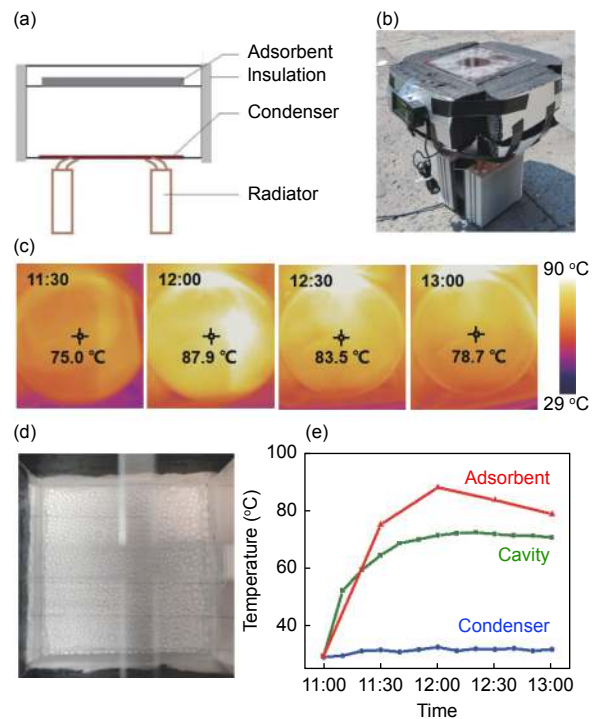 (a)
Adsorbent
Insulation
Condenser
Radiator
(b)
(c)
11:30
75.0 ℃
12:00
87.9 ℃
12:30
83.5 ℃
13:00
78.7 ℃
90 °C
29 °C
(d)
(e)
100
80
60
40
Temperature (°C)
Adsorbent
Cavity
Condenser
11:00
11:30
12:00
12:30
13:00
Time